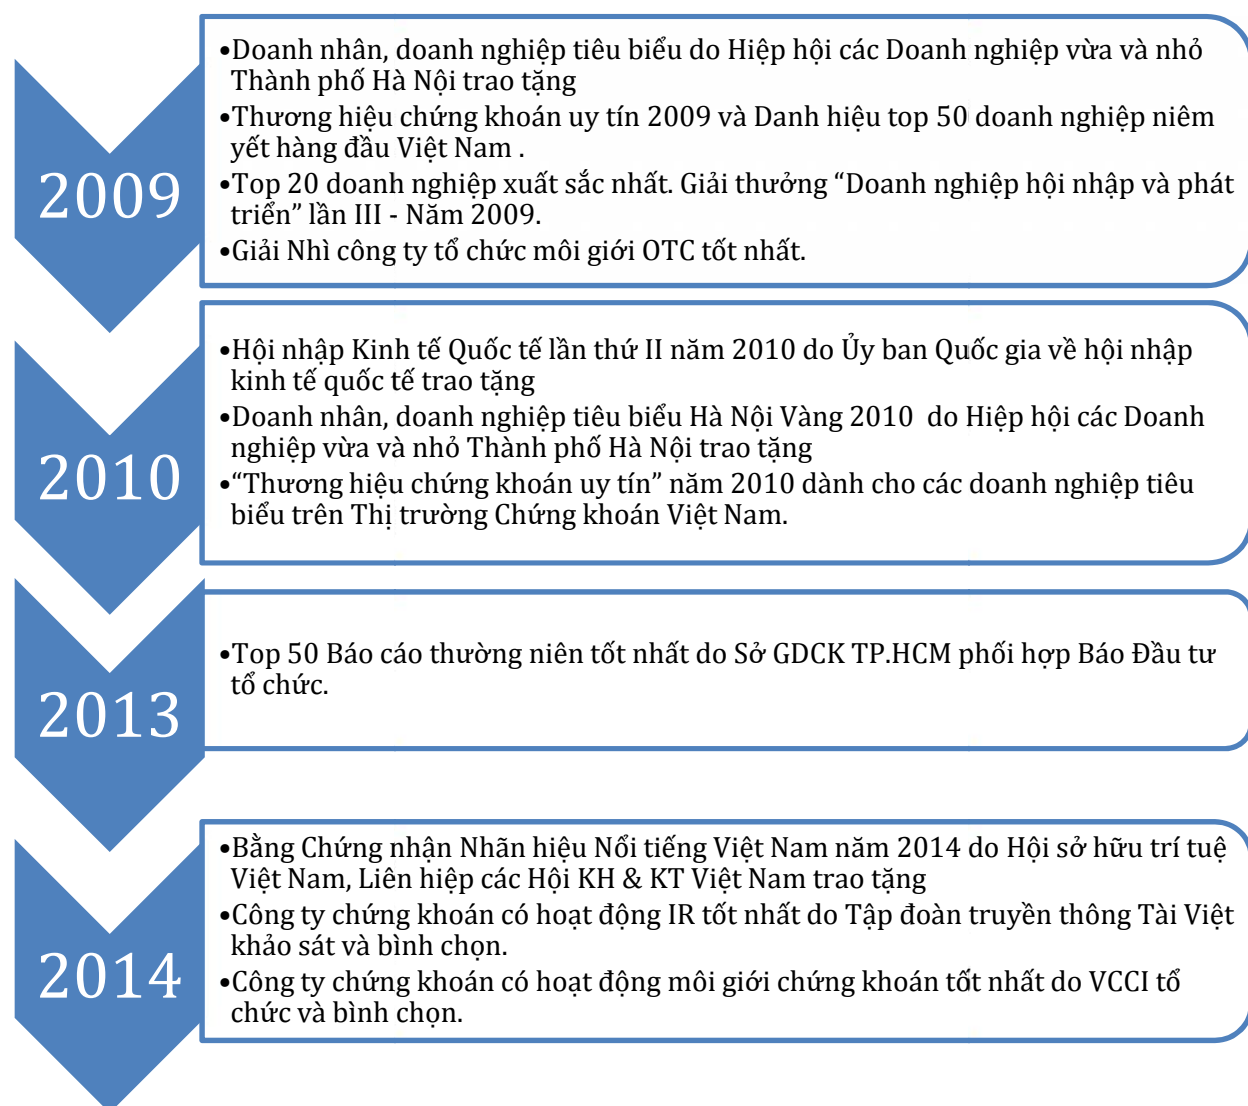 2009
•Doanh nhân, doanh nghiệp tiêu biểu do Hiệp hội các Doanh nghiệp vừa và nhỏ
Thành phố Hà Nội trao tặng
•Thương hiệu chứng khoán uy tín 2009 và Danh hiệu top 50 doanh nghiệp niêm
yết hàng đầu Việt Nam .
•Top 20 doanh nghiệp xuất sắc nhất. Giải thưởng “Doanh nghiệp hội nhập và phát
triển” lần III - Năm 2009.
•Giải Nhì công ty tổ chức môi giới OTC tốt nhất.
2010
•Hội nhập Kinh tế Quốc tế lần thứ II năm 2010 do Ủy ban Quốc gia về hội nhập
kinh tế quốc tế trao tặng
•Doanh nhân, doanh nghiệp tiêu biểu Hà Nội Vàng 2010 do Hiệp hội các Doanh
nghiệp vừa và nhỏ Thành phố Hà Nội trao tặng
•“Thương hiệu chứng khoán uy tín” năm 2010 dành cho các doanh nghiệp tiêu
biểu trên Thị trường Chứng khoán Việt Nam.
2013
•Top 50 Báo cáo thường niên tốt nhất do Sở GDCK TP.HCM phối hợp Báo Đầu tư
tổ chức.
2014
•Bằng Chứng nhận Nhãn hiệu Nổi tiếng Việt Nam năm 2014 do Hội sở hữu trí tuệ
Việt Nam, Liên hiệp các Hội KH & KT Việt Nam trao tặng
•Công ty chứng khoán có hoạt động IR tốt nhất do Tập đoàn truyền thông Tài Việt
khảo sát và bình chọn.
•Công ty chứng khoán có hoạt động môi giới chứng khoán tốt nhất do VCCI tổ
chức và bình chọn.